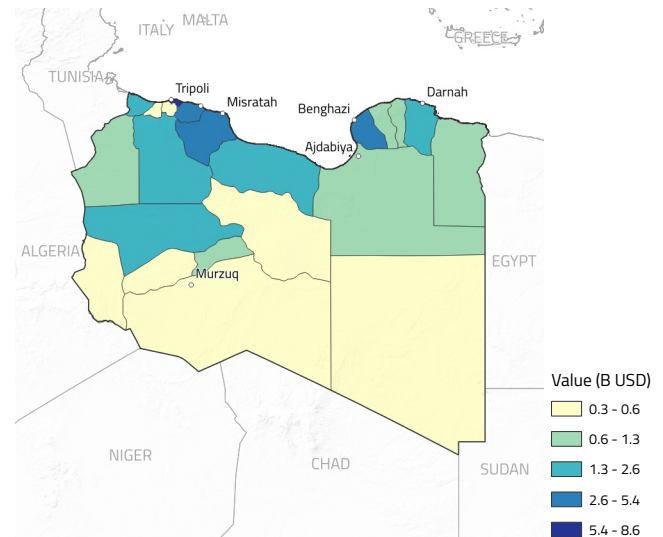 MALTA
ITALY
GREECE
TUNISIA
Tripoli
Misratah
Darnah
Benghazi
Ajdabiya
ALGERIA
EGYPT
Murzuq
Value (B USD)
0.3 - 0.6
0.6 - 1.3
1.3 - 2.6
2.6 - 5.4
5.4 - 8.6
NIGER
CHAD
SUDAN